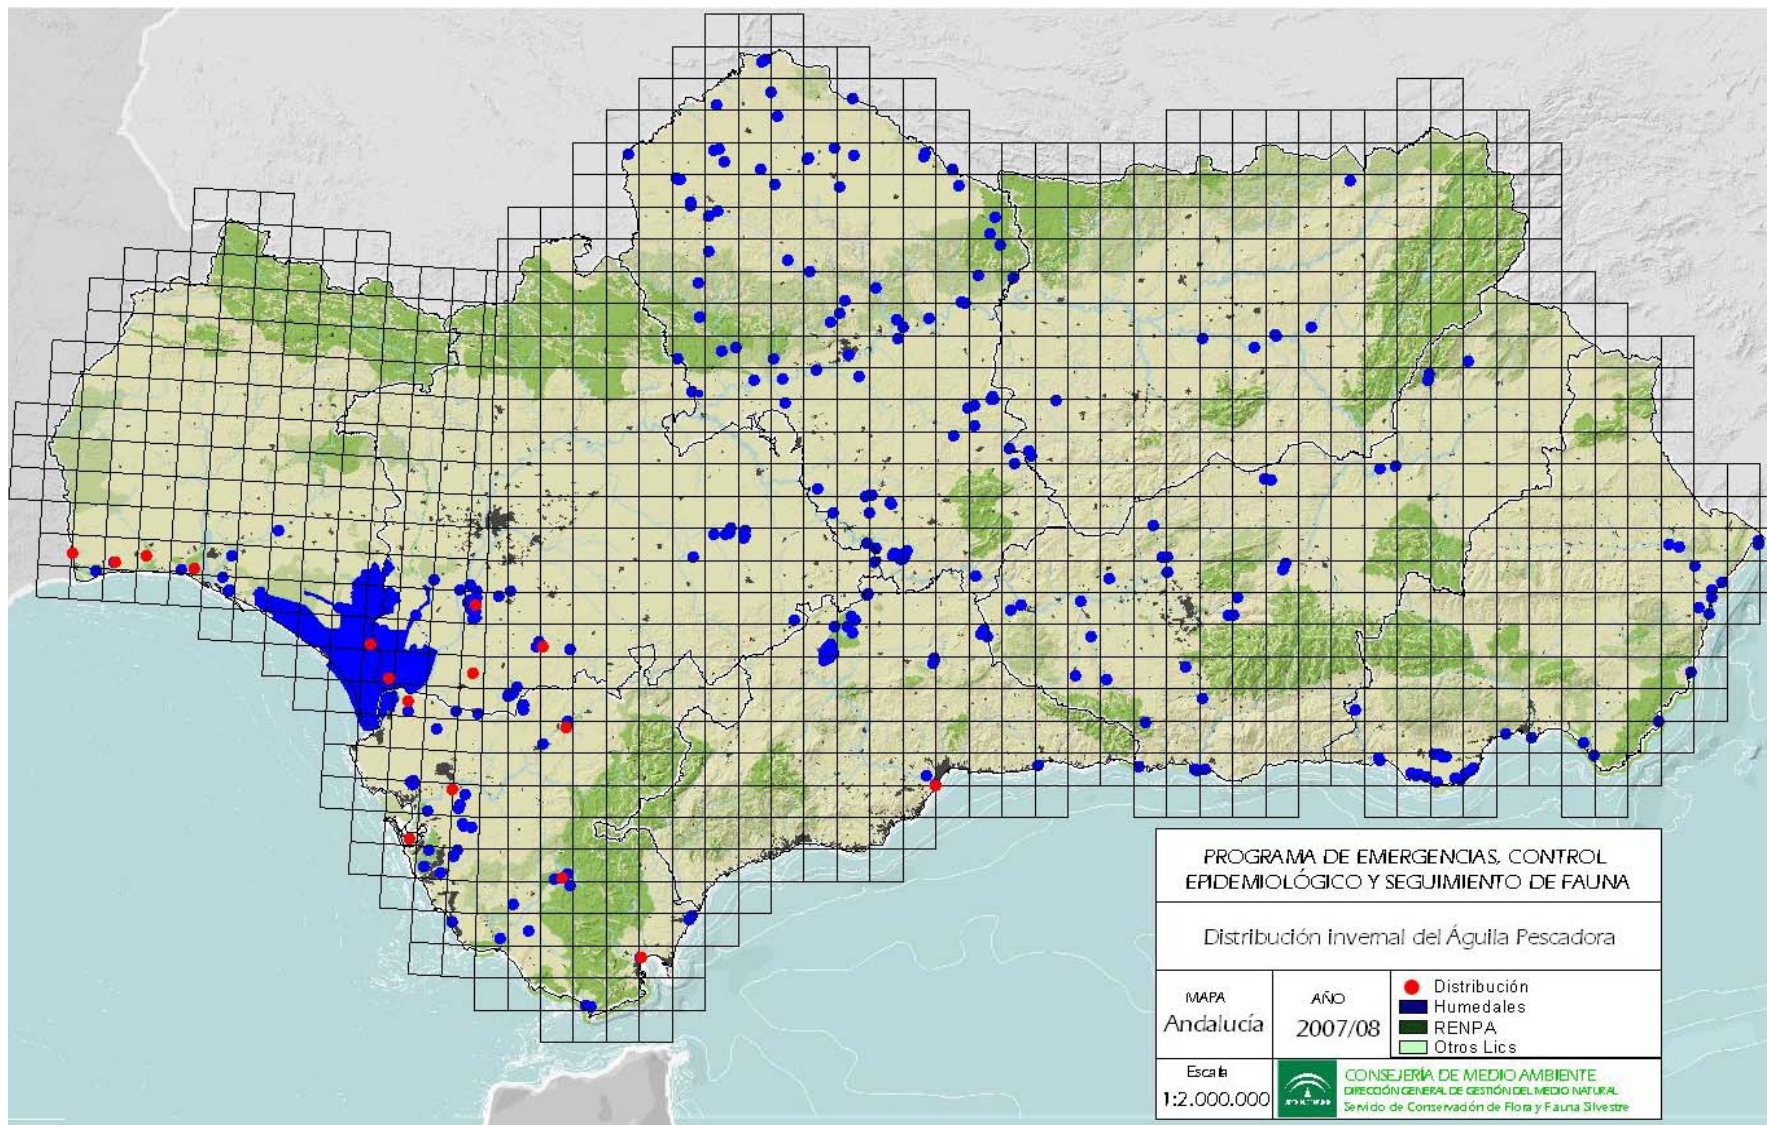 PROGRAMA DE EMERGENCIAS, CONTROL
EPIDEMIOLÓGICO Y SEGUIMIENTO DE FAUNA
Distribución invernal del Águila Pescadora
MAPA
Andalucía
AÑO
2007/08
Distribución
Humedales
RENPA
Otros Lics
Escala
1:2.000.000
CONSEJERÍA DE MEDIO AMBIENTE
DIRECCIÓN GENERAL DE GESTIÓN DEL MEDIO NATURAL
Servicio de Conservación de Flora y Fauna Silvestre